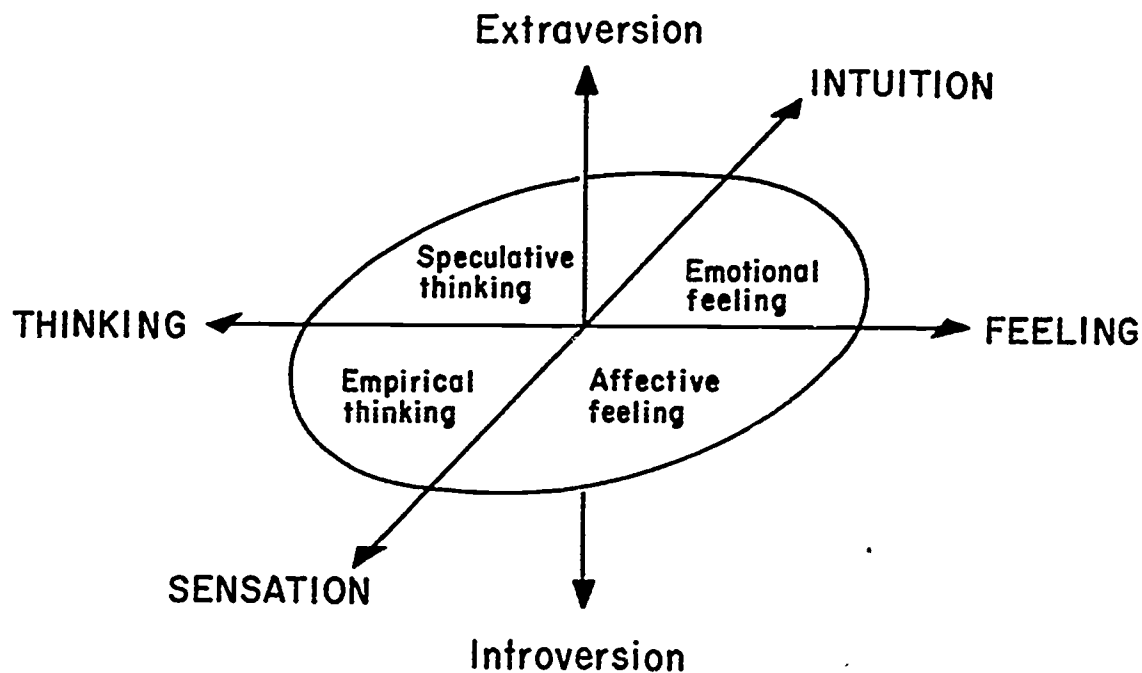 Extraversion
INTUITION
Speculative
thinking
Emotional
feeling
THINKING
FEELING
Empirical
thinking
Affective
feeling
SENSATION
Introversion